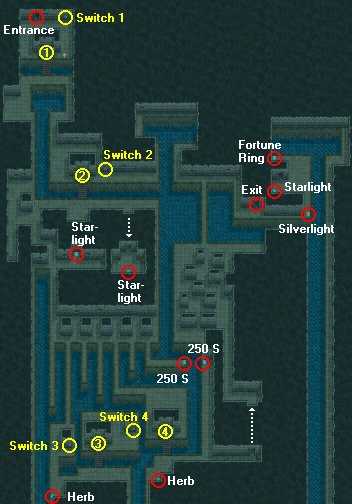 Switch 1
Entrance
1
Switch 2
2
Fortune
Ring
Exit
Starlight
Silverlight
Star-
light
Star-
light
250 S
250 S
Switch 4
Switch 3
3
4
Herb
Herb